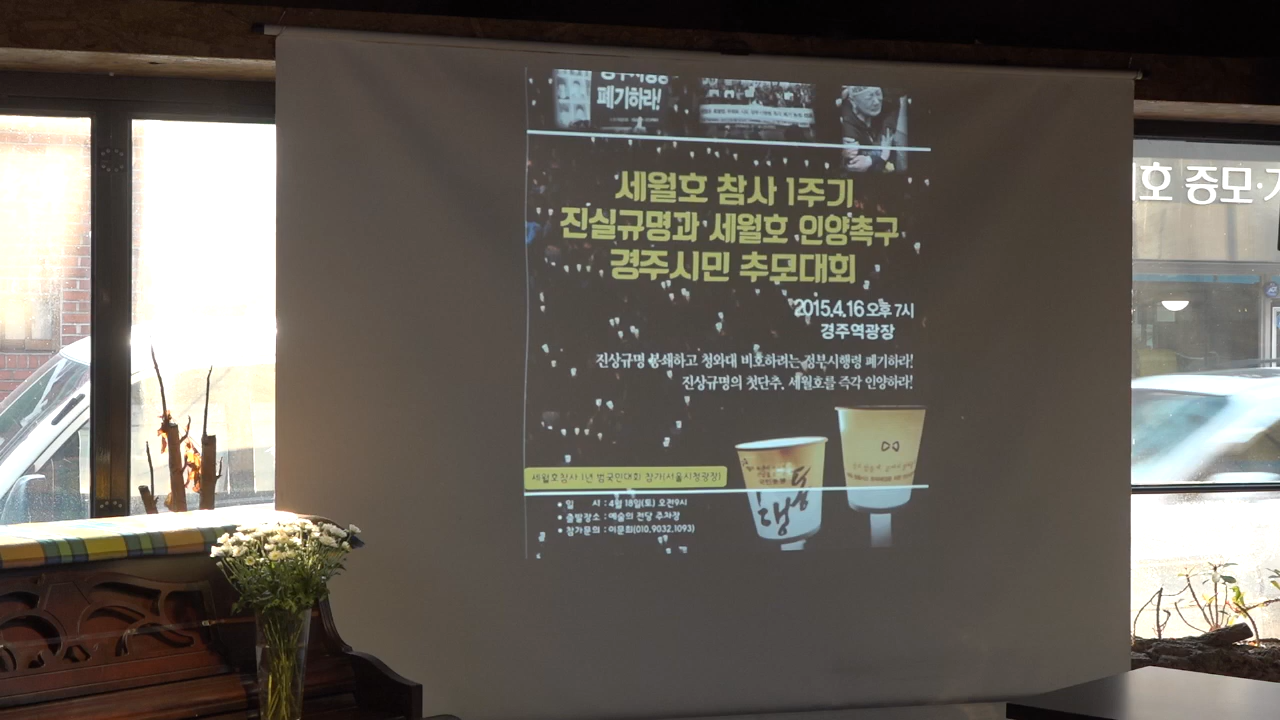 폐기하라!
세월호 참사 1주기
진실규명과 세월호 인양촉구
경주시민 추모대회
2015.4.16 오후 7시
경주역광장
진상규명 봉쇄하고 청와대 비호하려는 정부시행령 폐기하라!
진상규명의 첫단추, 세월호를 즉각 인양하라!
세월호참사 1년 범국민대회 참가(서울시청광장)
• 일 시 : 4월 18일(토) 오전9시
• 출발장소 : 예술의 전당 주차장
• 참가문의 : 이문희(010.9032.1093)
호 증모·가